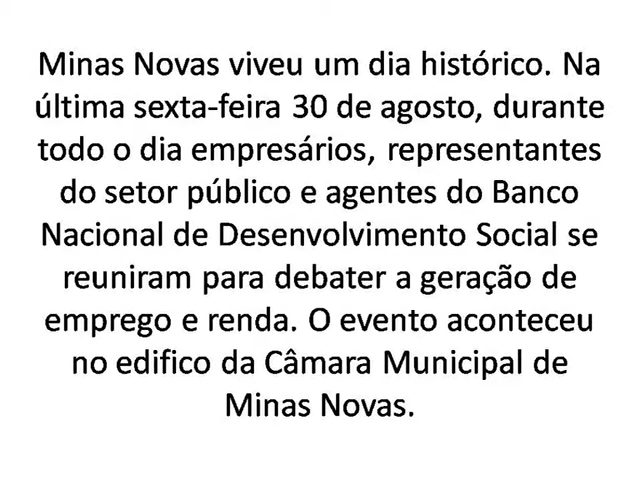 Minas Novas viveu um dia histórico. Na
última sexta-feira 30 de agosto, durante
todo o dia empresários, representantes
do setor público e agentes do Banco
Nacional de Desenvolvimento Social se
reuniram para debater a geração de
emprego e renda. O evento aconteceu
no edifico da Câmara Municipal de
Minas Novas.